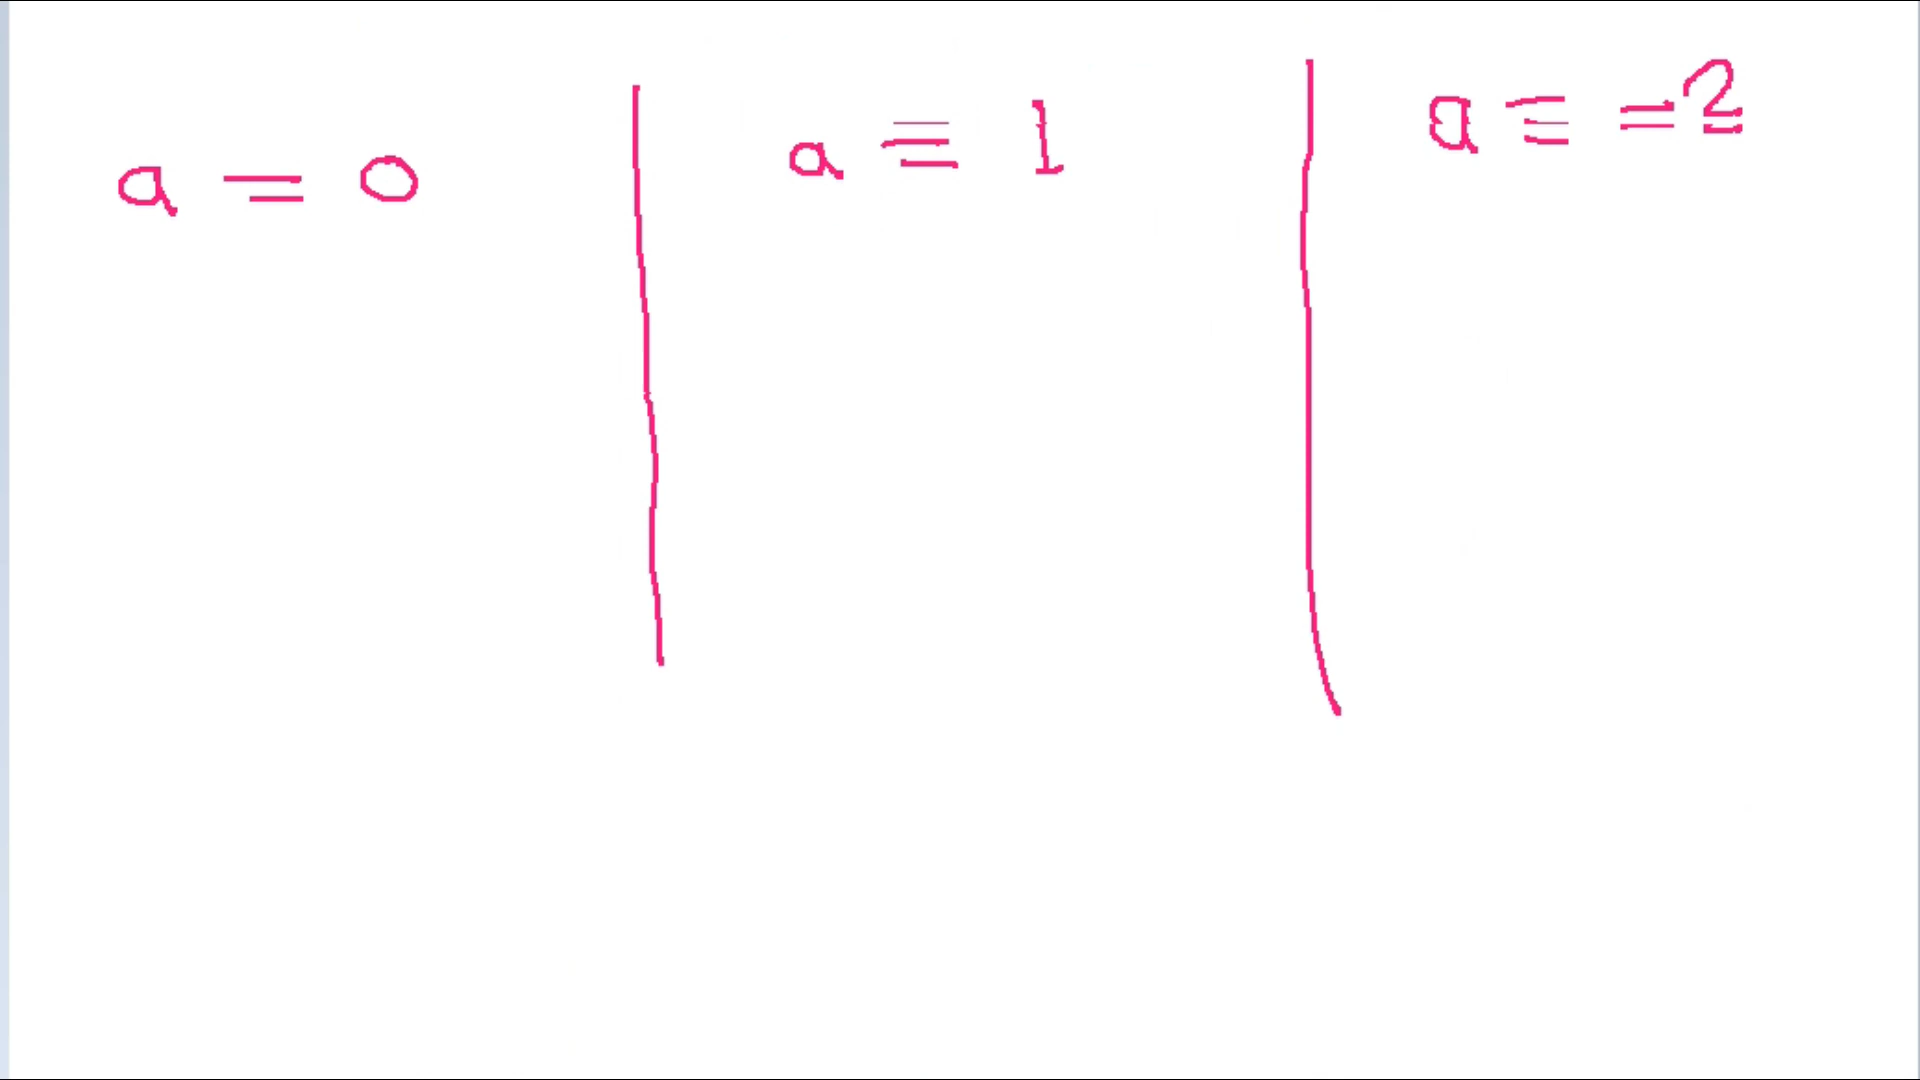 a = 0
a = 1
a = -2